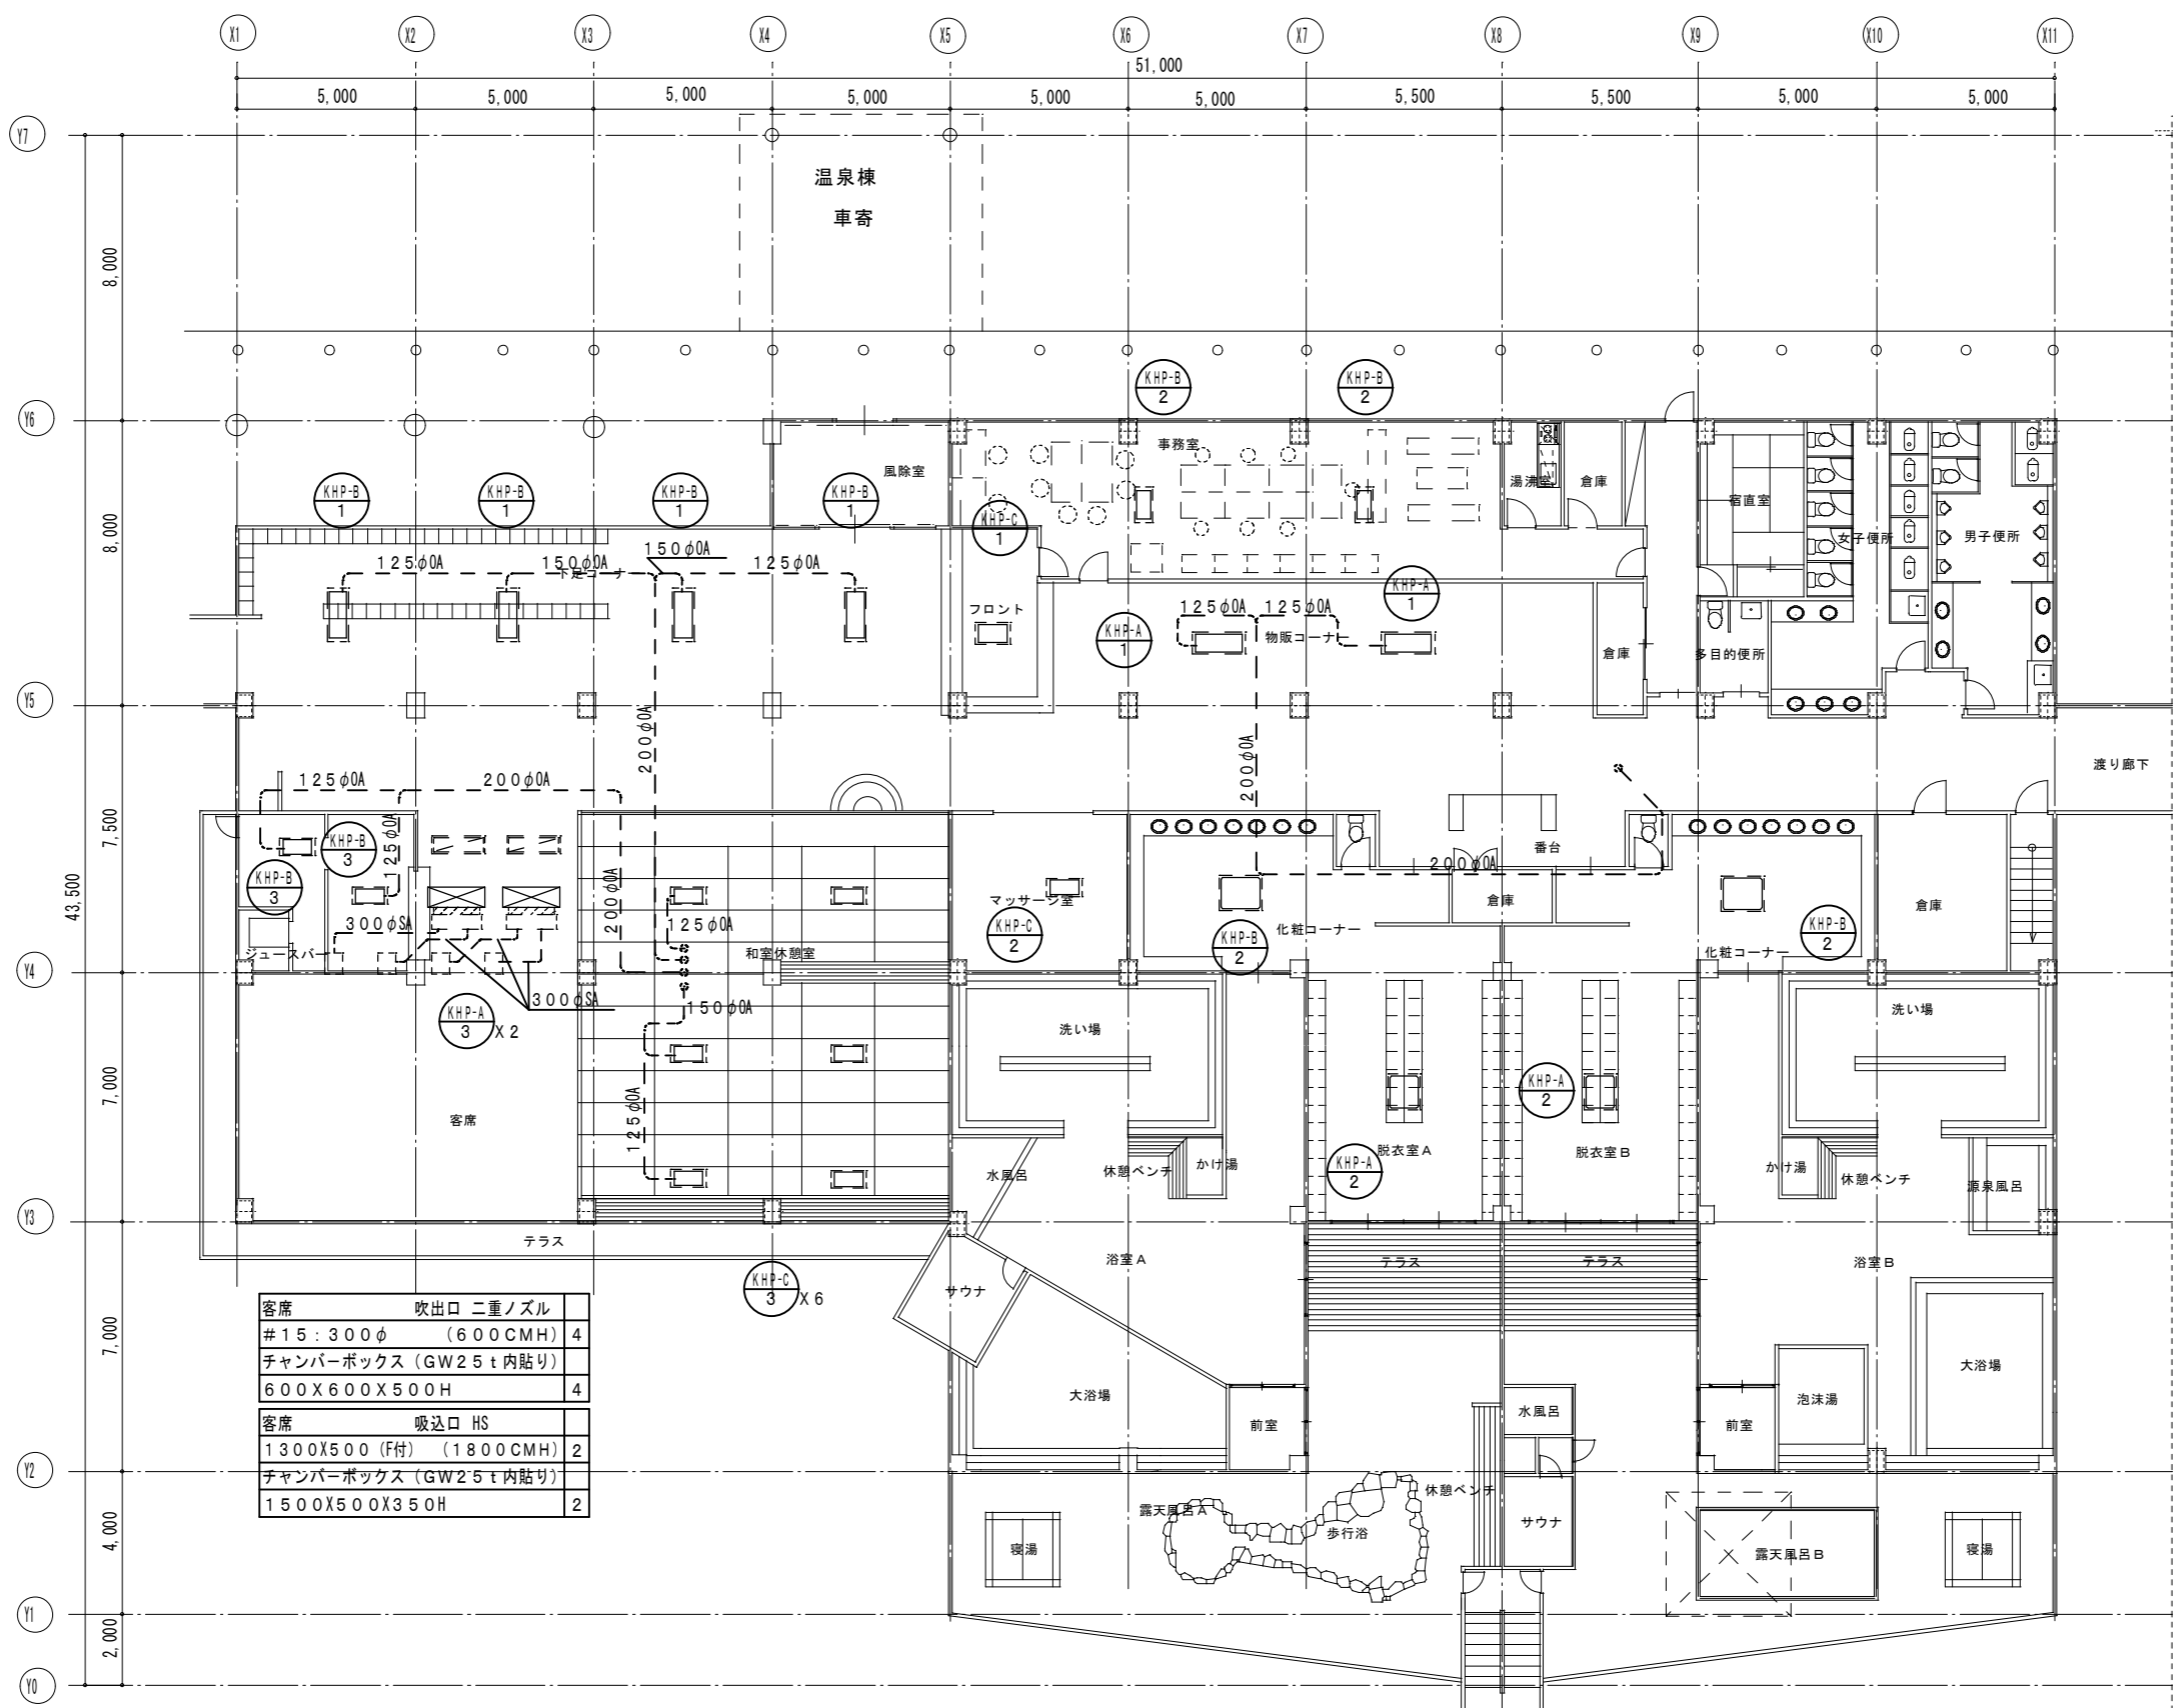 X1 X2 X3 X4 X5 X6 X7 X8 X9 X10 X11
51,000
5,000 5,000 5,000 5,000 5,000 5,000 5,500 5,500 5,000 5,000
Y7
温泉棟
車寄
8,000
KHP-B 2
KHP-B 2
Y6
事務室
風除室
湯沸室
倉庫
宿直室
女子便所
男子便所
KHP-B 1
KHP-B 1
KHP-B 1
KHP-B 1
KHP-C 1
8,000
150φOA
125φOA
150φOA
125φOA
下足コーナー
フロント
KHP-A 1
125φOA
125φOA
KHP-A 1
物販コーナー
倉庫
多目的便所
Y5
200φOA
200φOA
渡り廊下
125φOA
200φOA
7,500
125φOA
KHP-B 3
KHP-B 3
番台
200φOA
43,500
200φOA
マッサージ室
倉庫
倉庫
300φSA
125φOA
KHP-C 2
KHP-B 2
化粧コーナー
KHP-B 2
化粧コーナー
ジュースバー
和室休憩室
Y4
300φSA
150φOA
KHP-A 3 X2
洗い場
洗い場
7,000
KHP-A 2
客席
125φOA
脱衣室A
脱衣室B
KHP-A 2
水風呂
休憩ベンチ
かけ湯
かけ湯
休憩ベンチ
源泉風呂
Y3
テラス
浴室A
テラス
テラス
浴室B
KHP-C 3 X6
サウナ
客席 吹出口 二重ノズル
#15:300φ (600CMH) 4
チャンバーボックス(GW25t内貼り)
600X600X500H 4
7,000
大浴場
大浴場
前室
水風呂
前室
泡沫湯
客席 吸込口 HS
1300X500(F付) (1800CMH) 2
チャンバーボックス(GW25t内貼り)
1500X500X350H 2
Y2
休憩ベンチ
4,000
露天風呂A
歩行浴
サウナ
寝湯
露天風呂B
寝湯
Y1
2,000
Y0